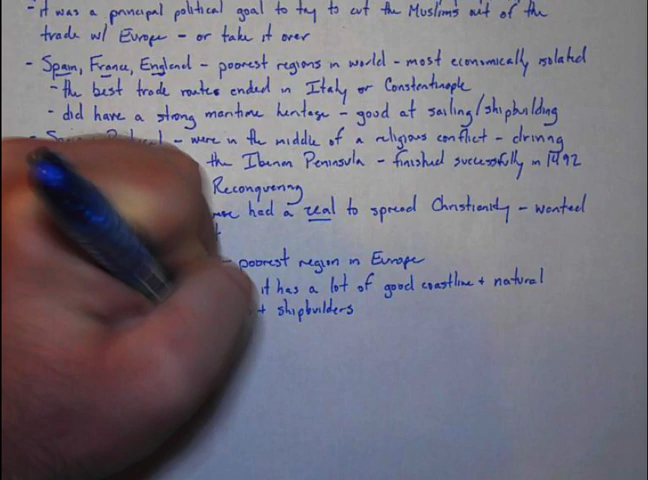 - it was a principal political goal to try to cut the Muslims out of the
trade w/ Europe - or take it over
- Spain, France, England - poorest regions in world - most economically isolated
- the best trade routes ended in Italy or Constantinople
- did have a strong maritime heritage - good at sailing/shipbuilding
- were in the middle of a religious conflict - driving
the Iberian Peninsula - finished successfully in 1492
Reconquering
had a zeal to spread Christianity - wanted
- poorest region in Europe
it has a lot of good coastline + natural
+ shipbuilders